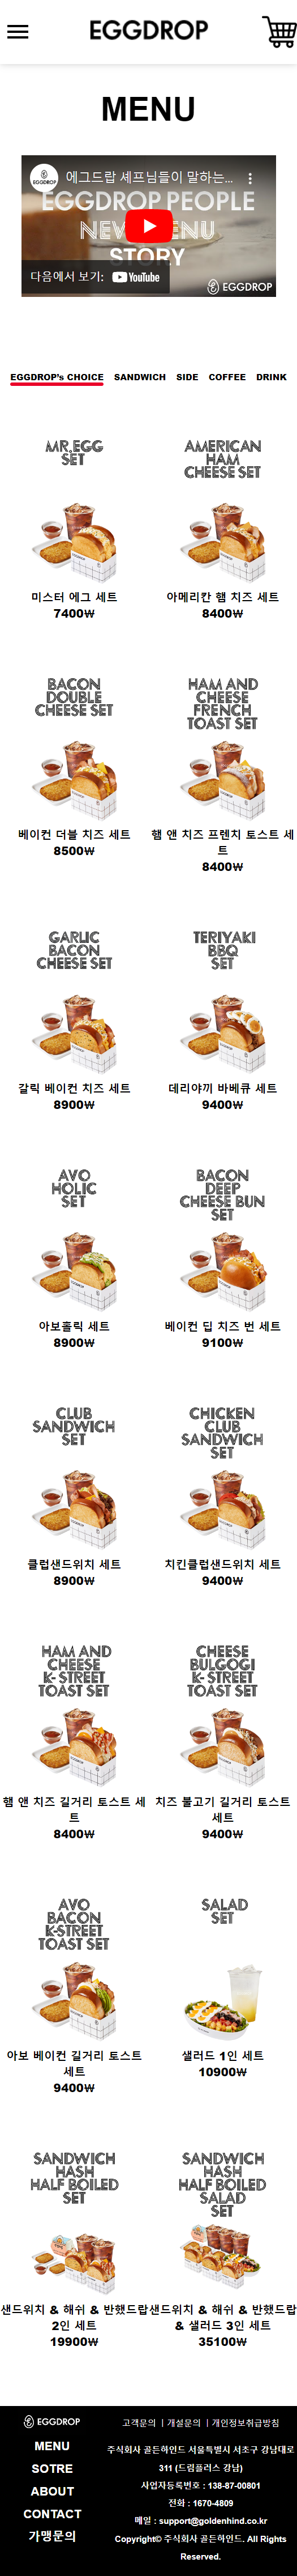 EGGDROP
MENU
에그드랍 셰프님들이 말하는...
EGGDROP
EGGDROP PEOPLE
NEW MENU
STORY
다음에서 보기: YouTube
EGGDROP
EGGDROP's CHOICE SANDWICH SIDE COFFEE DRINK
MR.EGG
SET
미스터 에그 세트
7400₩
AMERICAN
HAM
CHEESE SET
아메리칸 햄 치즈 세트
8400₩
BACON
DOUBLE
CHEESE SET
베이컨 더블 치즈 세트
8500₩
HAM AND
CHEESE
FRENCH
TOAST SET
햄 앤 치즈 프렌치 토스트 세
트
8400₩
GARLIC
BACON
CHEESE SET
갈릭 베이컨 치즈 세트
8900₩
TERIYAKI
BBQ
SET
데리야끼 바베큐 세트
9400₩
AVO
HOLIC
SET
아보홀릭 세트
8900₩
BACON
DEEP
CHEESE BUN
SET
베이컨 딥 치즈 번 세트
9100₩
CLUB
SANDWICH
SET
클럽샌드위치 세트
8900₩
CHICKEN
CLUB
SANDWICH
SET
치킨클럽샌드위치 세트
9400₩
HAM AND
CHEESE
K- STREET
TOAST SET
햄 앤 치즈 길거리 토스트 세
트
8400₩
CHEESE
BULGOGI
K- STREET
TOAST SET
치즈 불고기 길거리 토스트
세트
9400₩
AVO
BACON
K-STREET
TOAST SET
아보 베이컨 길거리 토스트
세트
9400₩
SALAD
SET
샐러드 1인 세트
10900₩
SANDWICH
HASH
HALF BOILED
SET
샌드위치 & 해쉬 & 반했드랍
2인 세트
19900₩
SANDWICH
HASH
HALF BOILED
SALAD
SET
샌드위치 & 해쉬 & 반했드랍
& 샐러드 3인 세트
35100₩
EGGDROP
MENU
SOTRE
ABOUT
CONTACT
가맹문의
고객문의 | 개설문의 | 개인정보취급방침
주식회사 골든하인드 서울특별시 서초구 강남대로
311 (드림플러스 강남)
사업자등록번호 : 138-87-00801
전화 : 1670-4809
메일 : support@goldenhind.co.kr
Copyright© 주식회사 골든하인드. All Rights
Reserved.